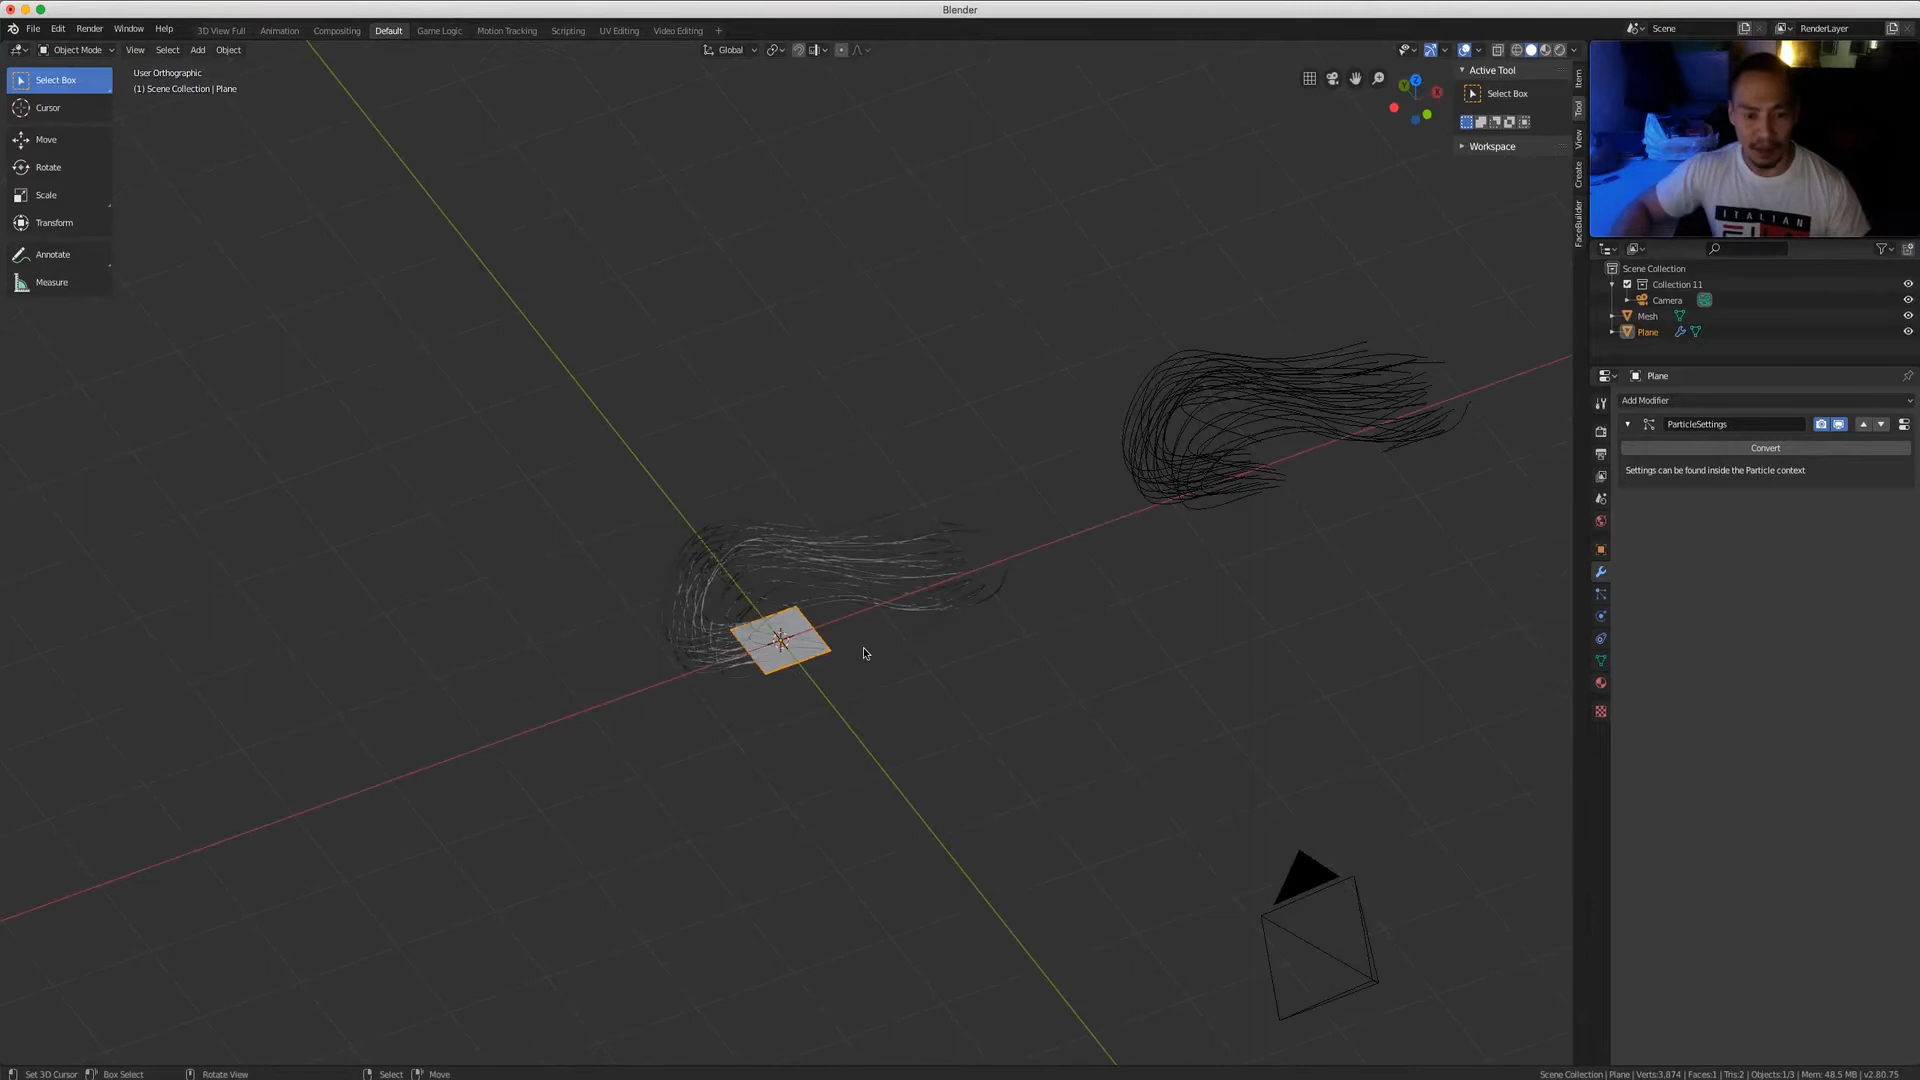 Blender
File Edit Render Window Help
3D View Full Animation Compositing Default Game Logic Motion Tracking Scripting UV Editing Video Editing +
Scene
RenderLayer
Object Mode View Select Add Object
Global
Select Box
Cursor
Move
Rotate
Scale
Transform
Annotate
Measure
User Orthographic
(1) Scene Collection | Plane
Active Tool
Select Box
Workspace
Item
Tool
View
Create
FaceBuilder
ITALIAN
Scene Collection
Collection 11
Camera
Mesh
Plane
Plane
Add Modifier
ParticleSettings
Convert
Settings can be found inside the Particle context
Set 3D Cursor Box Select Rotate View Select Move
Scene Collection | Plane | Verts:3,874 | Faces:1 | Tris:2 | Objects:1/3 | Mem: 48.5 MB | v2.80.75